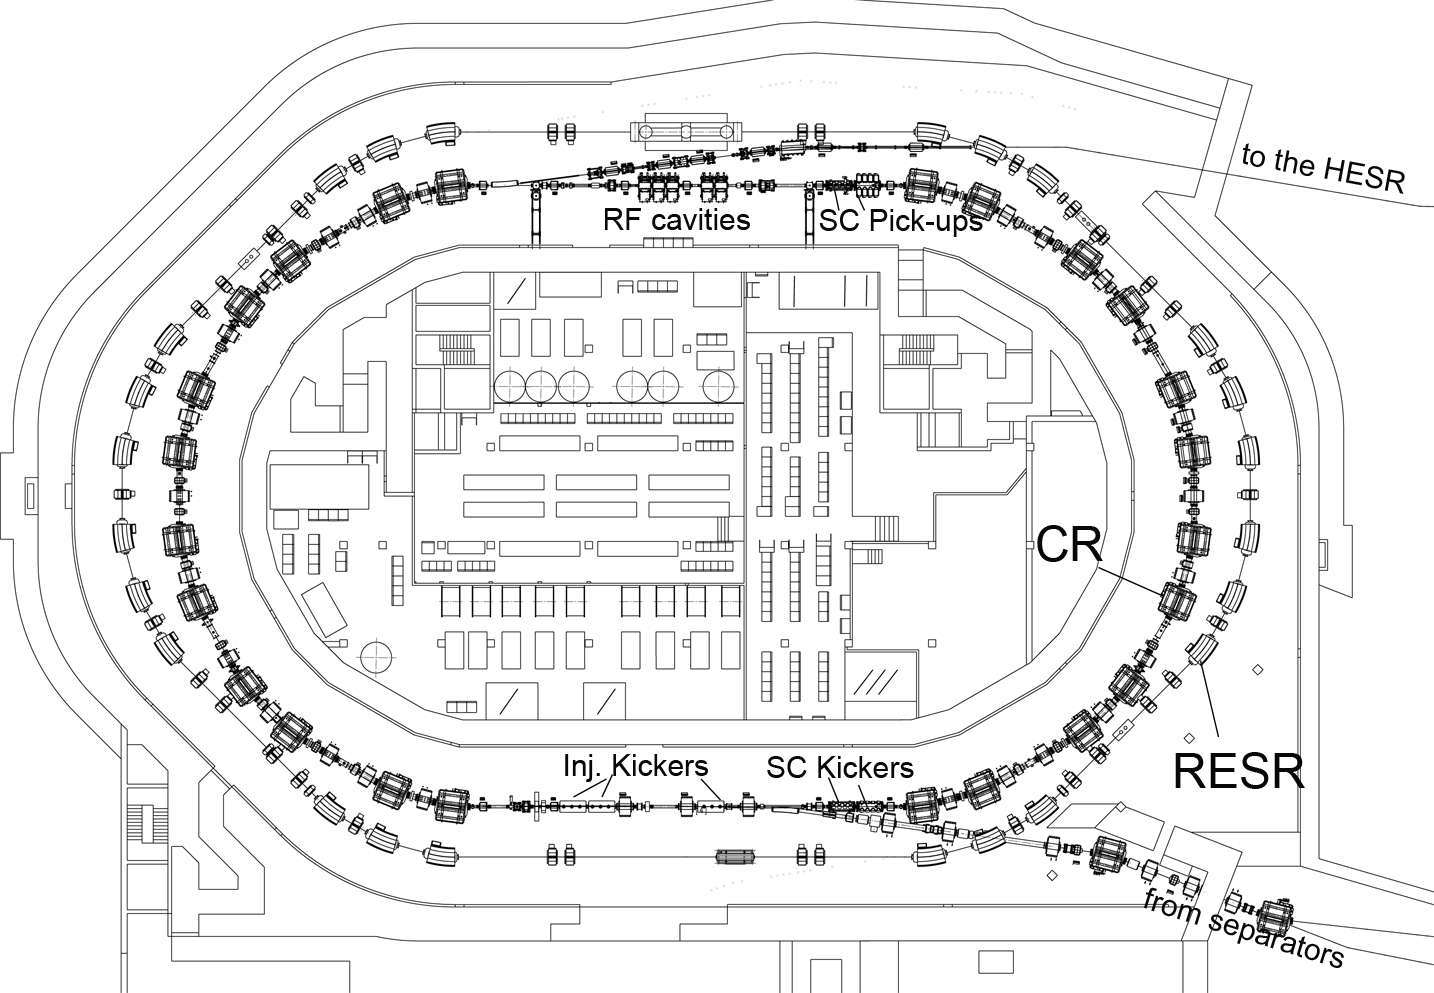 to the HESR
RF cavities
SC Pick-ups
CR
Inj. Kickers
SC Kickers
RESR
from separators